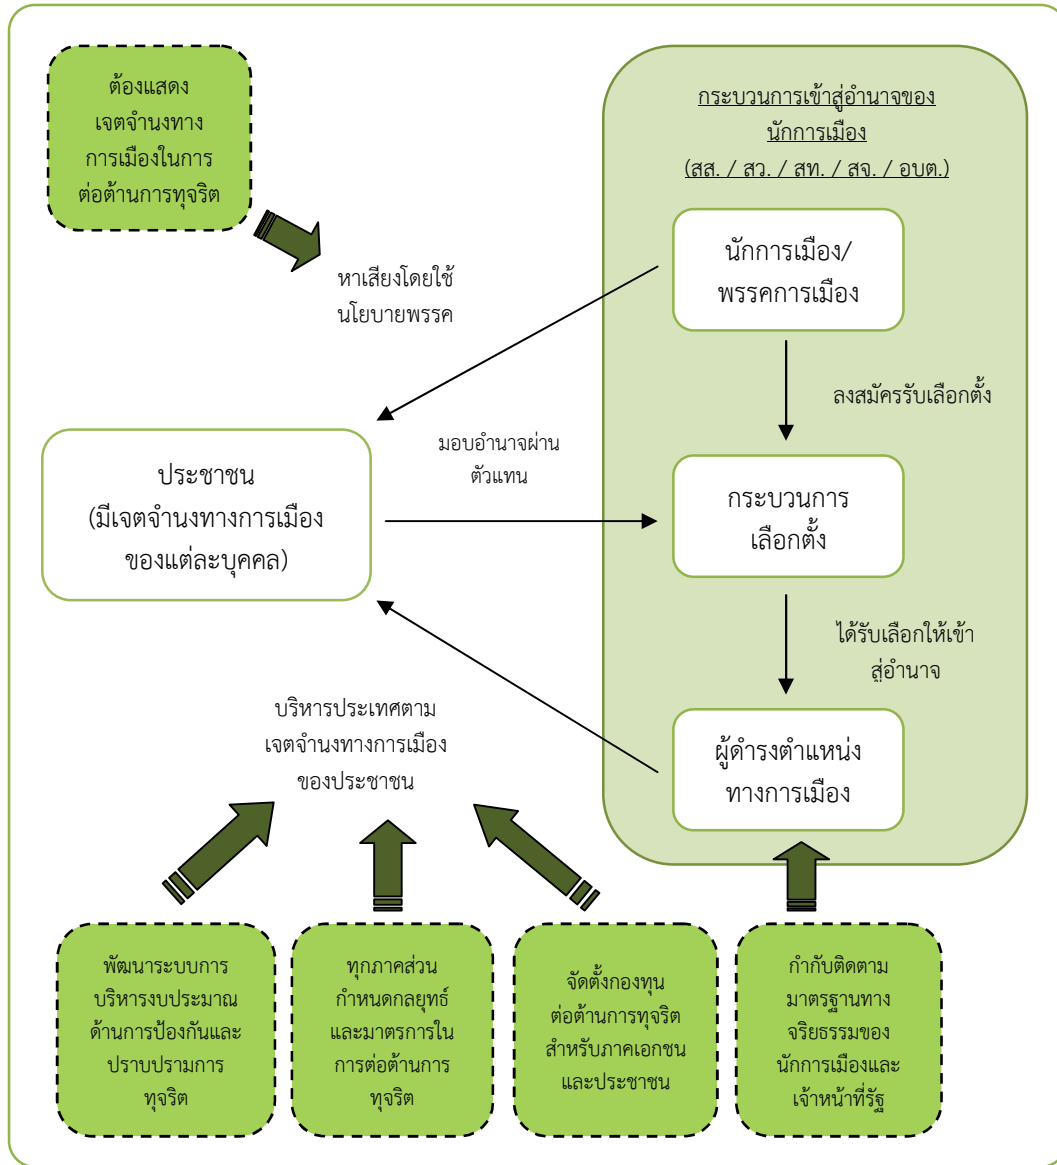 ต้องแสดง
เจตจำนงทาง
การเมืองในการ
ต่อต้านการทุจริต
กระบวนการเข้าสู่อำนาจของ
นักการเมือง
(สส. / สว. / สท. / สจ. / อบต.)
นักการเมือง/
พรรคการเมือง
หาเสียงโดยใช้
นโยบายพรรค
ลงสมัครรับเลือกตั้ง
มอบอำนาจผ่าน
ตัวแทน
ประชาชน
(มีเจตจำนงทางการเมือง
ของแต่ละบุคคล)
กระบวนการ
เลือกตั้ง
ได้รับเลือกให้เข้า
สู่อำนาจ
บริหารประเทศตาม
เจตจำนงทางการเมือง
ของประชาชน
ผู้ดำรงตำแหน่ง
ทางการเมือง
พัฒนาระบบการ
บริหารงบประมาณ
ด้านการป้องกันและ
ปราบปรามการ
ทุจริต
ทุกภาคส่วน
กำหนดกลยุทธ์
และมาตรการใน
การต่อต้านการ
ทุจริต
จัดตั้งกองทุน
ต่อต้านการทุจริต
สำหรับภาคเอกชน
และประชาชน
กำกับติดตาม
มาตรฐานทาง
จริยธรรมของ
นักการเมืองและ
เจ้าหน้าที่รัฐ